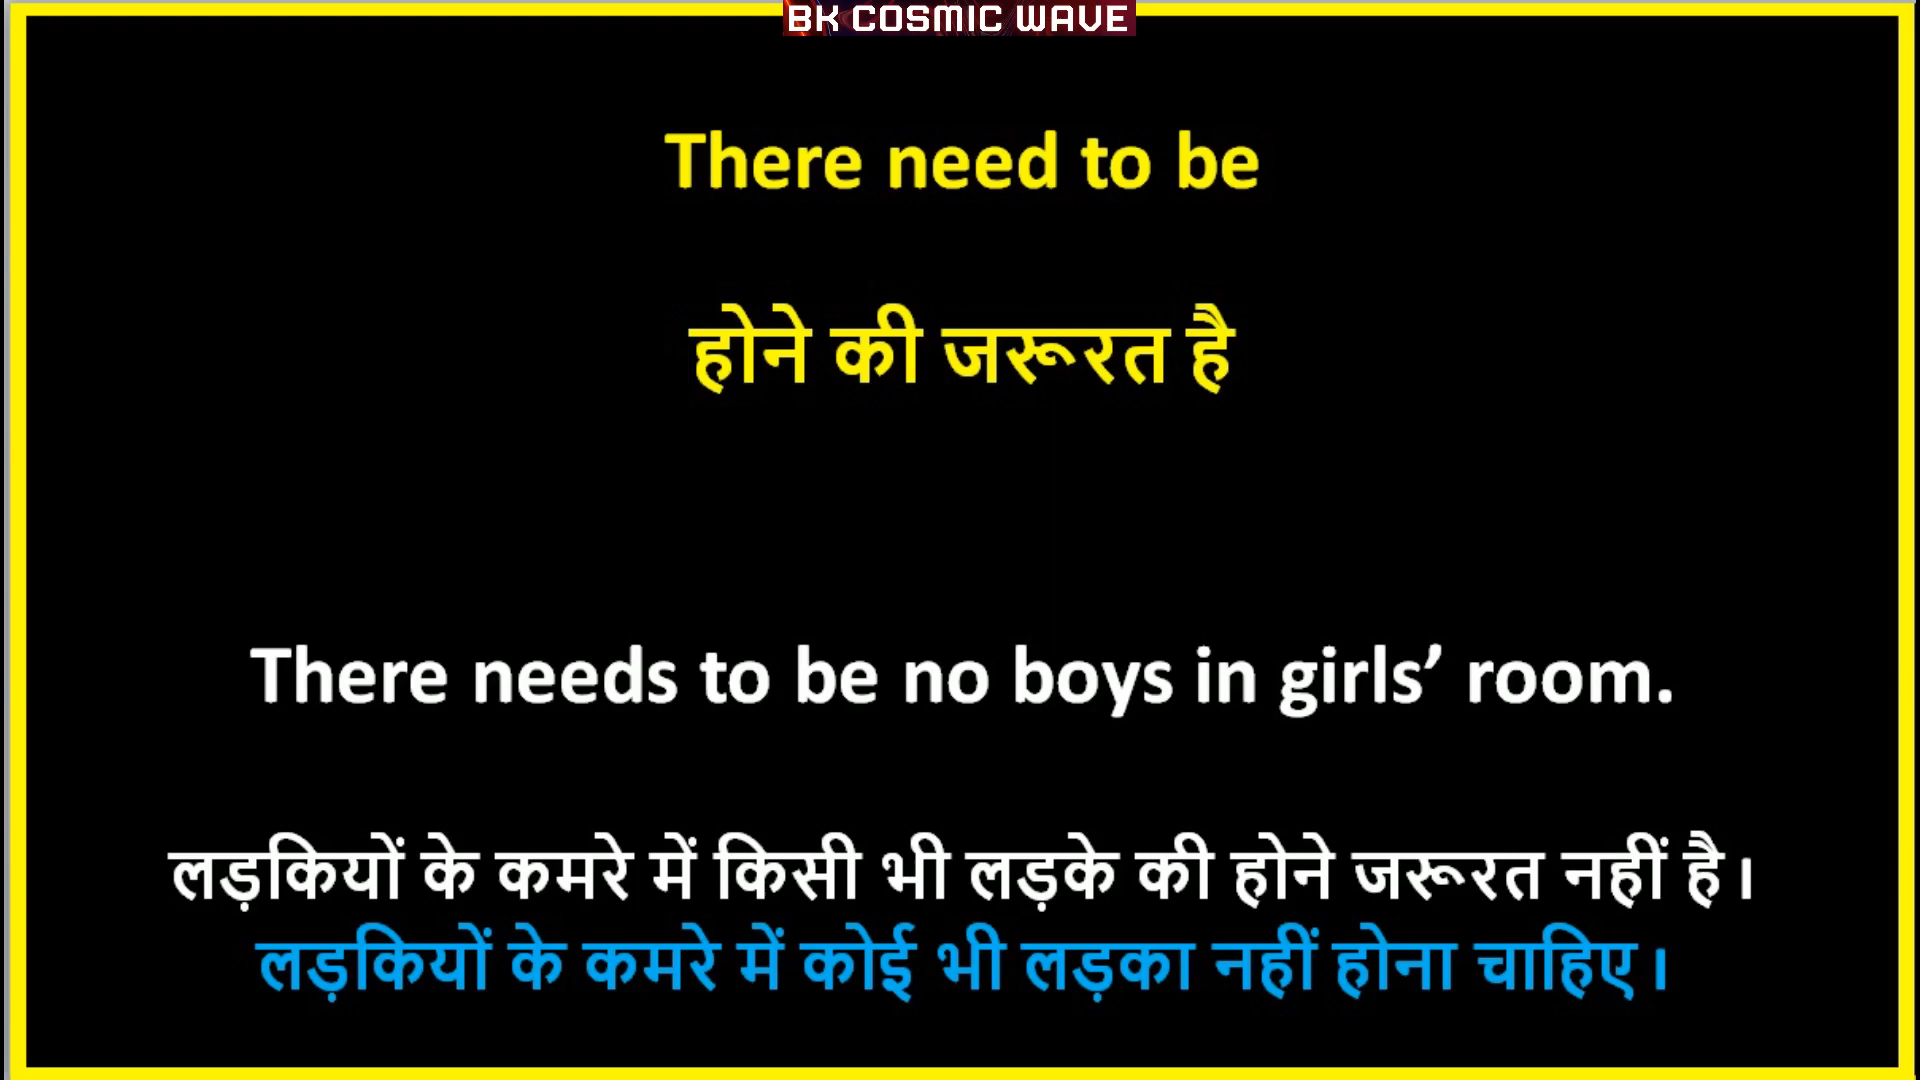 BK COSMIC WAVE
There need to be
होने की जरूरत है
There needs to be no boys in girls’ room.
लड़कियों के कमरे में किसी भी लड़के की होने जरूरत नहीं है।
लड़कियों के कमरे में कोई भी लड़का नहीं होना चाहिए।